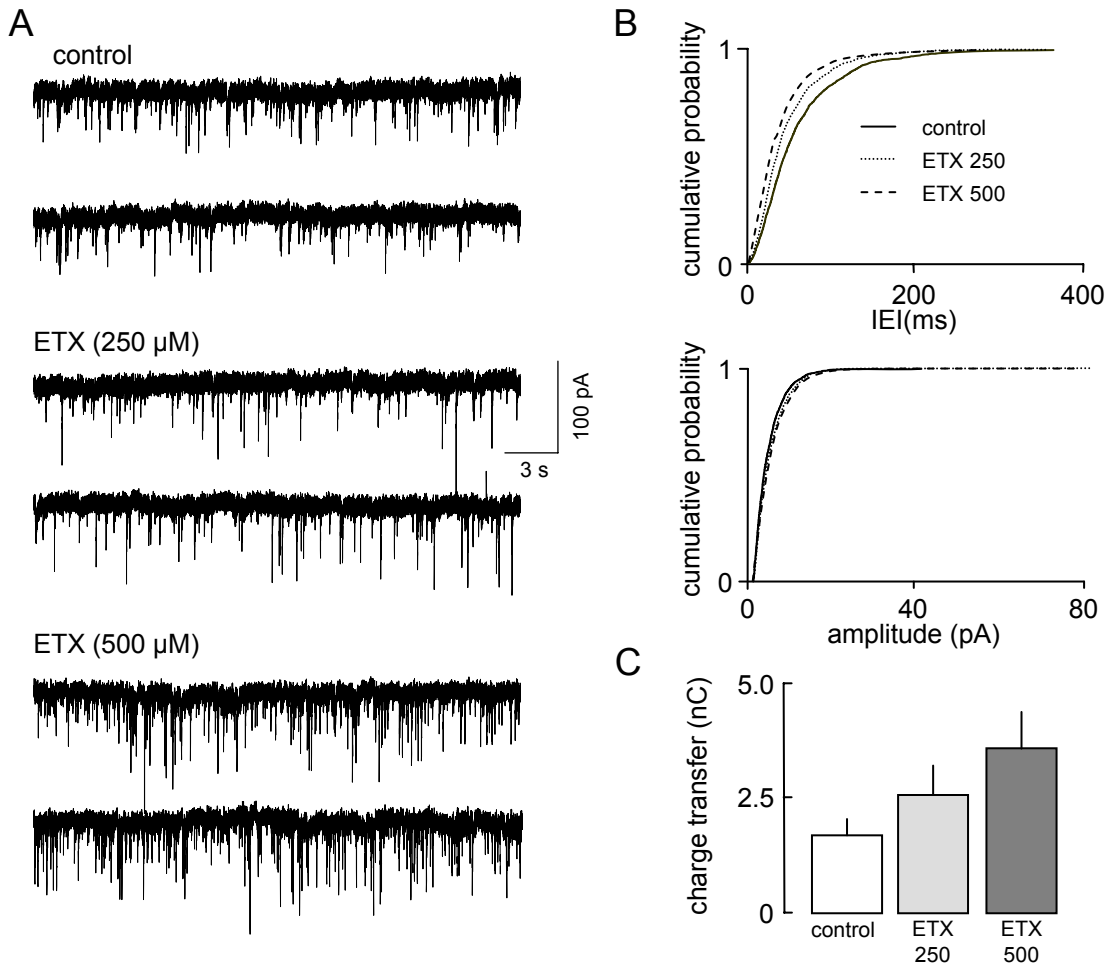 A
control
ETX (250 µM)
100 pA
3 s
ETX (500 µM)
B
cumulative probability
1
0
control
ETX 250
ETX 500
0
200
400
IEI(ms)
cumulative probability
1
0
0
40
80
amplitude (pA)
C
charge transfer (nC)
5.0
2.5
0
control
ETX
250
ETX
500